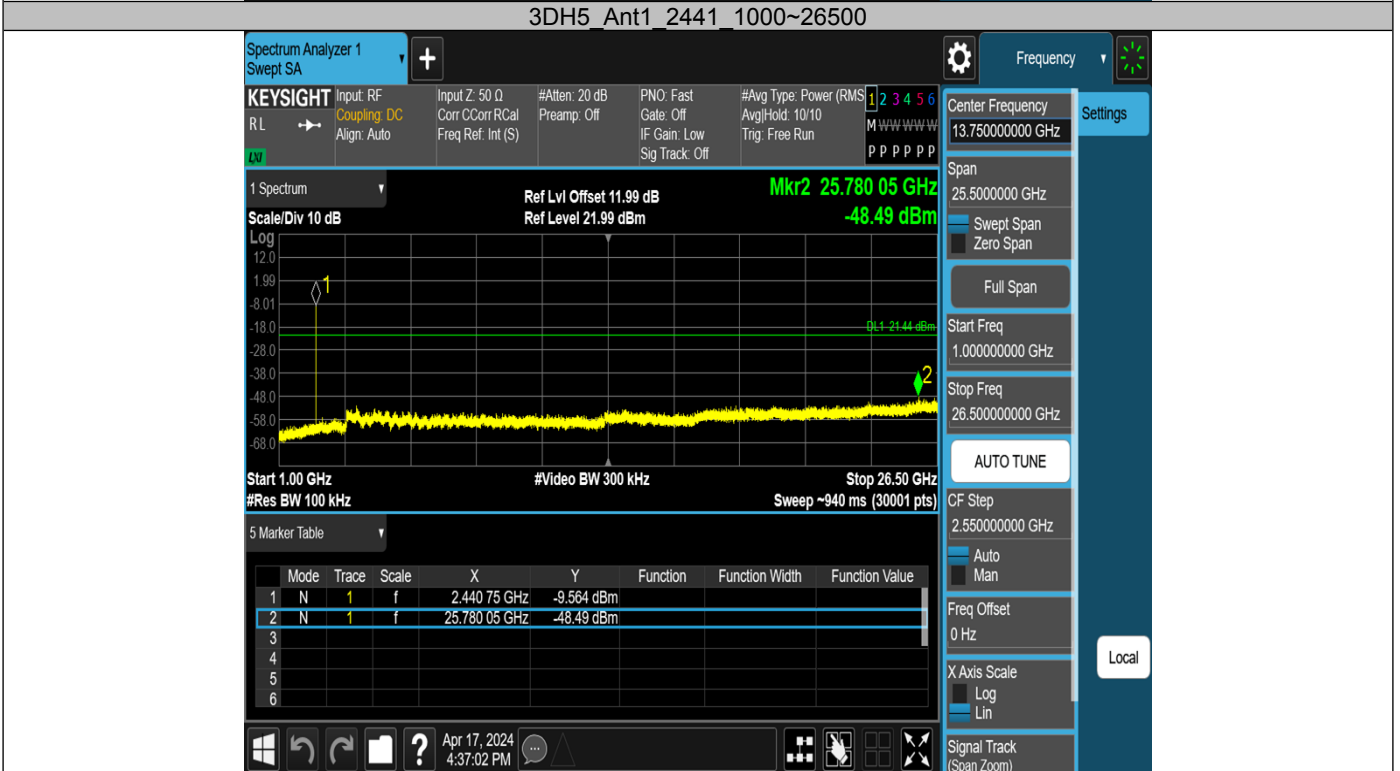 3DH5_Ant1_2441_1000~26500
Spectrum Analyzer 1
Swept SA
+
Frequency
KEYSIGHT
RL
LXI
Input: RF
Coupling: DC
Align: Auto
Input Z: 50 Ω
Corr CCorr RCal
Freq Ref: Int (S)
#Atten: 20 dB
Preamp: Off
PNO: Fast
Gate: Off
IF Gain: Low
Sig Track: Off
#Avg Type: Power (RMS
Avg|Hold: 10/10
Trig: Free Run
1 2 3 4 5 6
M W W W W W
P P P P P P
1 Spectrum
Scale/Div 10 dB
Ref Lvl Offset 11.99 dB
Ref Level 21.99 dBm
Mkr2 25.780 05 GHz
-48.49 dBm
Log
12.0
1.99
-8.01
-18.0
-28.0
-38.0
-48.0
-58.0
-68.0
1
DL1 -21.44 dBm
2
Start 1.00 GHz
#Video BW 300 kHz
Stop 26.50 GHz
#Res BW 100 kHz
Sweep ~940 ms (30001 pts)
5 Marker Table
Mode Trace Scale X Y Function Function Width Function Value
1 N 1 f 2.440 75 GHz -9.564 dBm
2 N 1 f 25.780 05 GHz -48.49 dBm
3
4
5
6
?
Apr 17, 2024
4:37:02 PM
Center Frequency
13.750000000 GHz
Settings
Span
25.5000000 GHz
Swept Span
Zero Span
Full Span
Start Freq
1.000000000 GHz
Stop Freq
26.500000000 GHz
AUTO TUNE
CF Step
2.550000000 GHz
Auto
Man
Freq Offset
0 Hz
X Axis Scale
Log
Lin
Local
Signal Track
(Span Zoom)